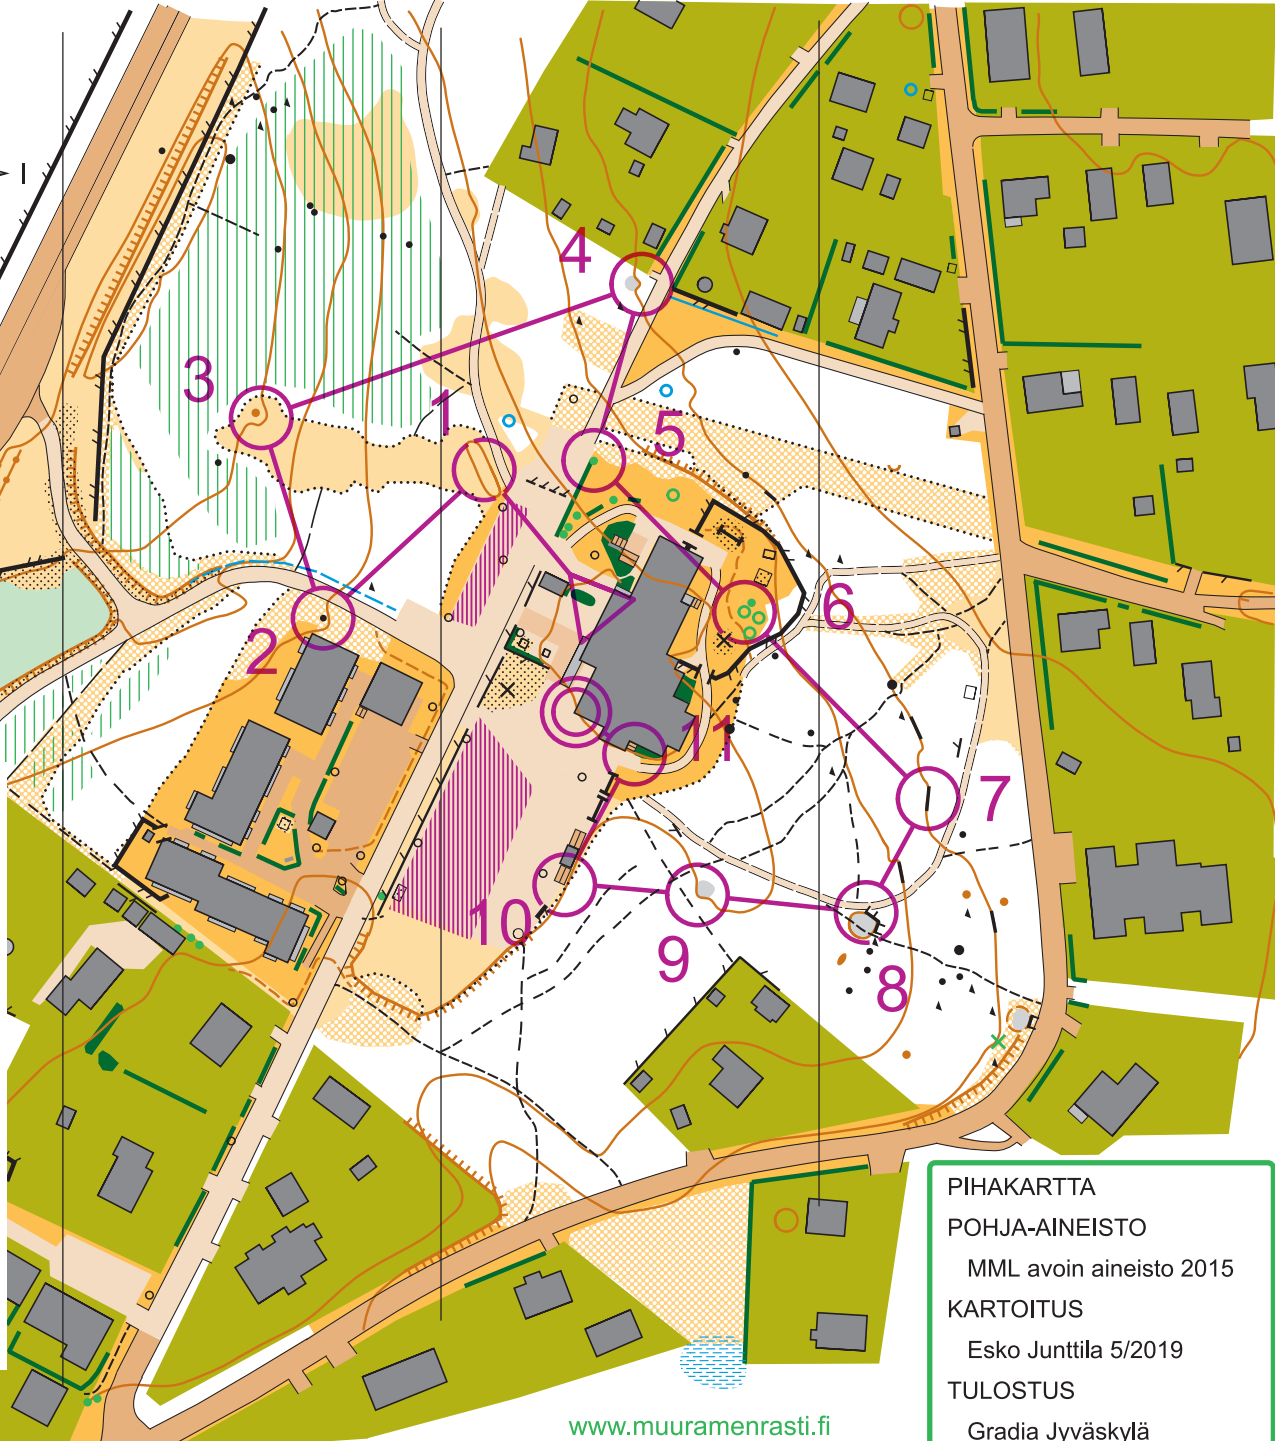 4
3
1
5
6
2
11
7
10
9
8
PIHAKARTTA
POHJA-AINEISTO
MML avoin aineisto 2015
KARTOITUS
Esko Junttila 5/2019
TULOSTUS
Gradia Jyväskylä
www.muuramenrasti.fi